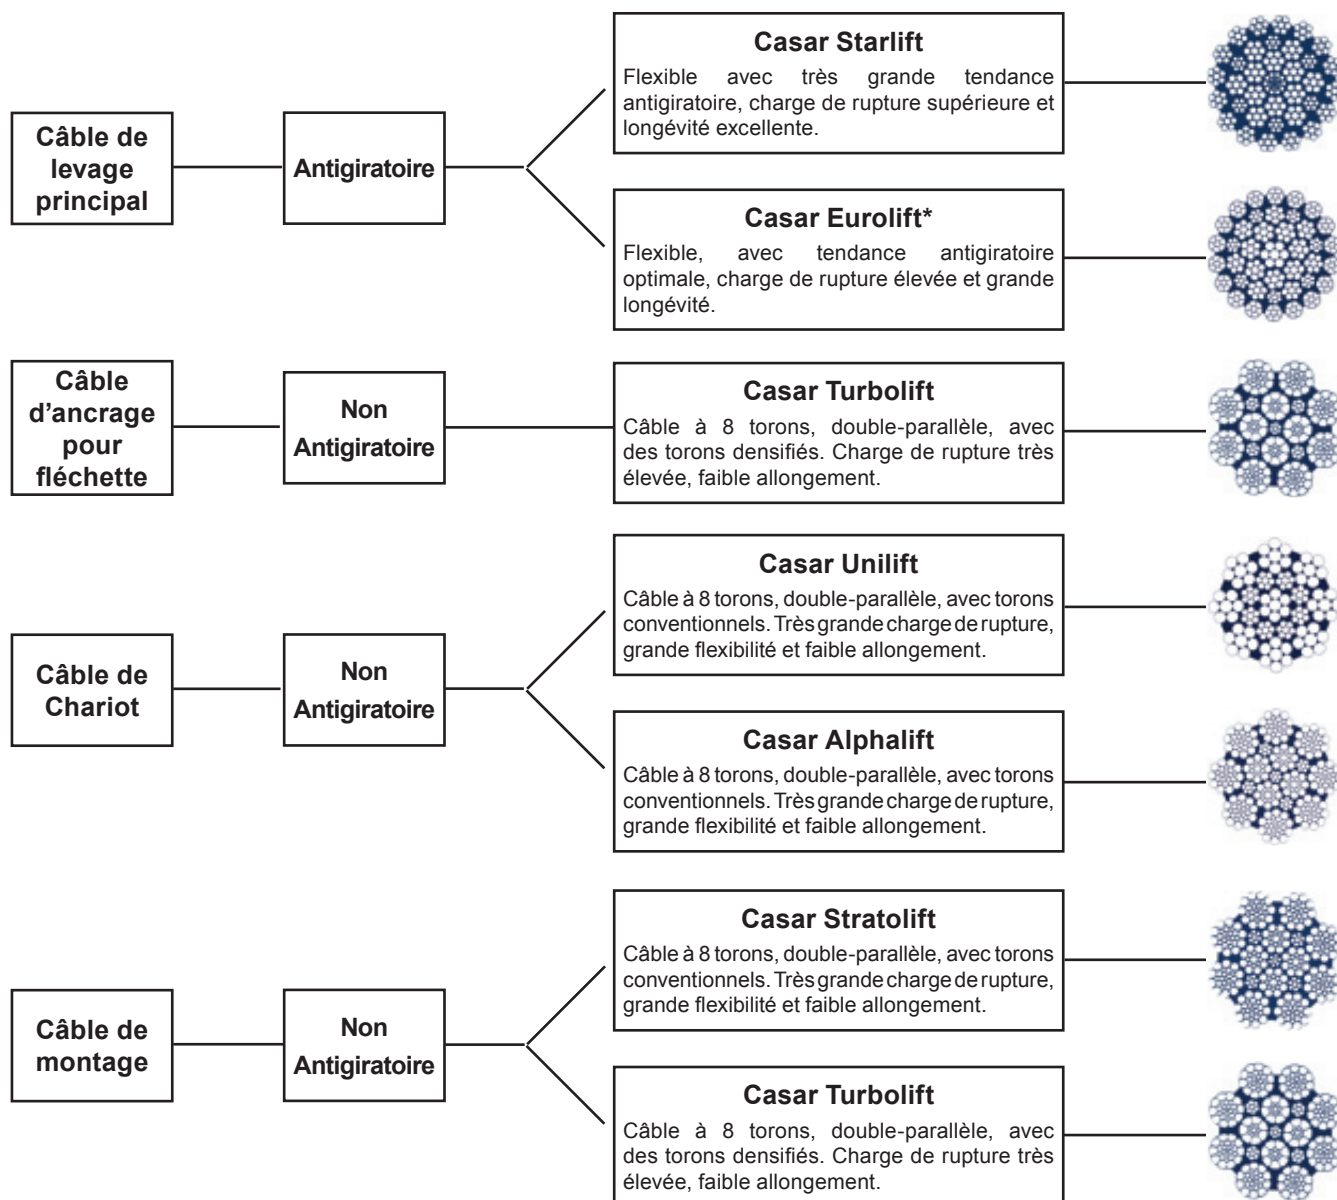 Câble de
levage
principal
Antigiratoire
Casar Starlift
Flexible avec très grande tendance
antigiratoire, charge de rupture supérieure et
longévité excellente.
Casar Eurolift*
Flexible, avec tendance antigiratoire
optimale, charge de rupture élevée et grande
longévité.
Câble
d'ancrage
pour
fléchette
Non
Antigiratoire
Casar Turbolift
Câble à 8 torons, double-parallèle, avec
des torons densifiés. Charge de rupture très
élevée, faible allongement.
Câble de
Chariot
Non
Antigiratoire
Casar Unilift
Câble à 8 torons, double-parallèle, avec torons
conventionnels. Très grande charge de rupture,
grande flexibilité et faible allongement.
Casar Alphalift
Câble à 8 torons, double-parallèle, avec torons
conventionnels. Très grande charge de rupture,
grande flexibilité et faible allongement.
Câble de
montage
Non
Antigiratoire
Casar Stratolift
Câble à 8 torons, double-parallèle, avec torons
conventionnels. Très grande charge de rupture,
grande flexibilité et faible allongement.
Casar Turbolift
Câble à 8 torons, double-parallèle, avec
des torons densifiés. Charge de rupture très
élevée, faible allongement.